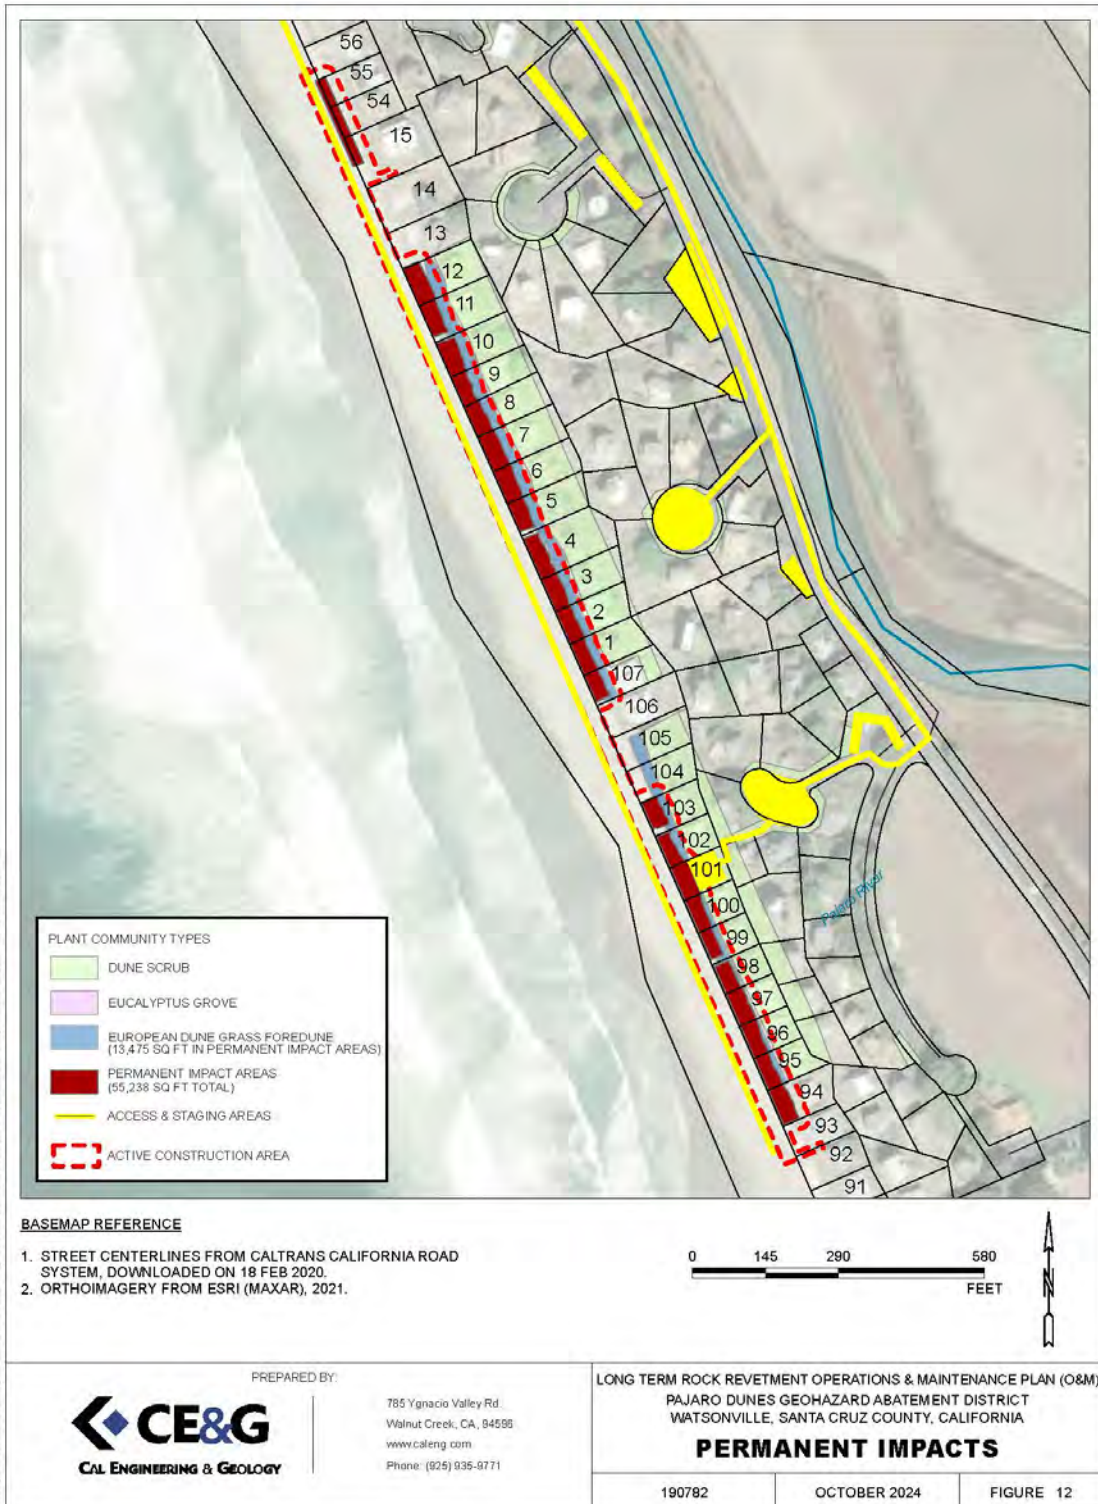 56
55
54
15
14
13
12
11
10
9
8
7
6
5
4
3
2
1
107
106
105
104
103
02
101
100
99
98
97
96
95
94
93
92
91
Pajaro River
PLANT COMMUNITY TYPES
DUNE SCRUB
EUCALYPTUS GROVE
EUROPEAN DUNE GRASS FOREDUNE
(13,475 SQ FT IN PERMANENT IMPACT AREAS)
PERMANENT IMPACT AREAS
(55,238 SQ FT TOTAL)
ACCESS & STAGING AREAS
ACTIVE CONSTRUCTION AREA
BASEMAP REFERENCE
1. STREET CENTERLINES FROM CALTRANS CALIFORNIA ROAD
SYSTEM, DOWNLOADED ON 18 FEB 2020.
2. ORTHOIMAGERY FROM ESRI (MAXAR), 2021.
0 145 290 580
FEET
N
PREPARED BY:
CE&G
CAL ENGINEERING & GEOLOGY
785 Ygnacio Valley Rd.
Walnut Creek, CA, 94596
www.caleng.com
Phone: (925) 935-9771
LONG TERM ROCK REVETMENT OPERATIONS & MAINTENANCE PLAN (O&M)
PAJARO DUNES GEOHAZARD ABATEMENT DISTRICT
WATSONVILLE, SANTA CRUZ COUNTY, CALIFORNIA
PERMANENT IMPACTS
190782
OCTOBER 2024
FIGURE 12